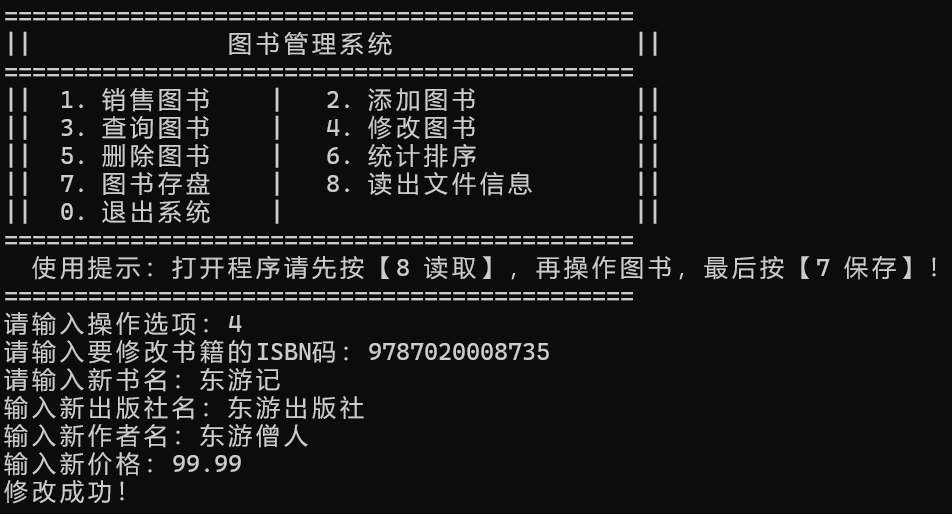 =============================================
||              图书管理系统                 ||
=============================================
||  1. 销售图书    |   2. 添加图书           ||
||  3. 查询图书    |   4. 修改图书           ||
||  5. 删除图书    |   6. 统计排序           ||
||  7. 图书存盘    |   8. 读出文件信息       ||
||  0. 退出系统    |                         ||
=============================================
  使用提示：打开程序请先按【8 读取】，再操作图书，最后按【7 保存】！
=============================================
请输入操作选项：4
请输入要修改书籍的ISBN码：9787020008735
请输入新书名：东游记
输入新出版社名：东游出版社
输入新作者名：东游僧人
输入新价格：99.99
修改成功！